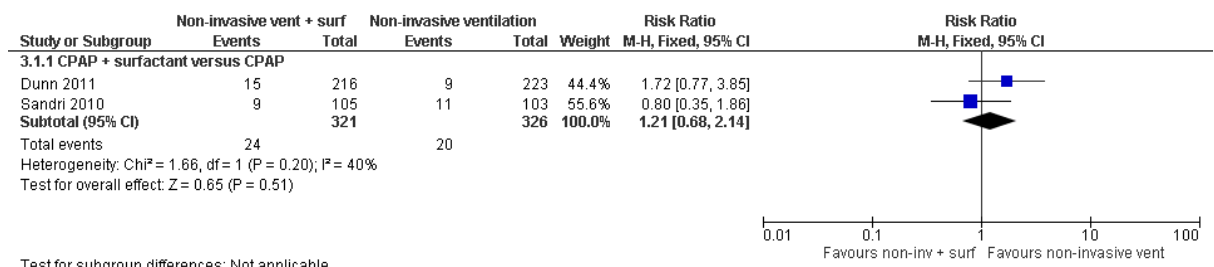 Non-invasive vent + surf Non-invasive ventilation Risk Ratio Risk Ratio
Study or Subgroup Events Total Events Total Weight M-H, Fixed, 95% CI M-H, Fixed, 95% CI
3.1.1 CPAP + surfactant versus CPAP
Dunn 2011 15 216 9 223 44.4% 1.72 [0.77, 3.85]
Sandri 2010 9 105 11 103 55.6% 0.80 [0.35, 1.86]
Subtotal (95% CI) 321 326 100.0% 1.21 [0.68, 2.14]
Total events 24 20
Heterogeneity: Chi² = 1.66, df = 1 (P = 0.20); I² = 40%
Test for overall effect: Z = 0.65 (P = 0.51)
0.01 0.1 1 10 100
Favours non-inv + surf Favours non-invasive vent
Test for subgroup differences: Not applicable